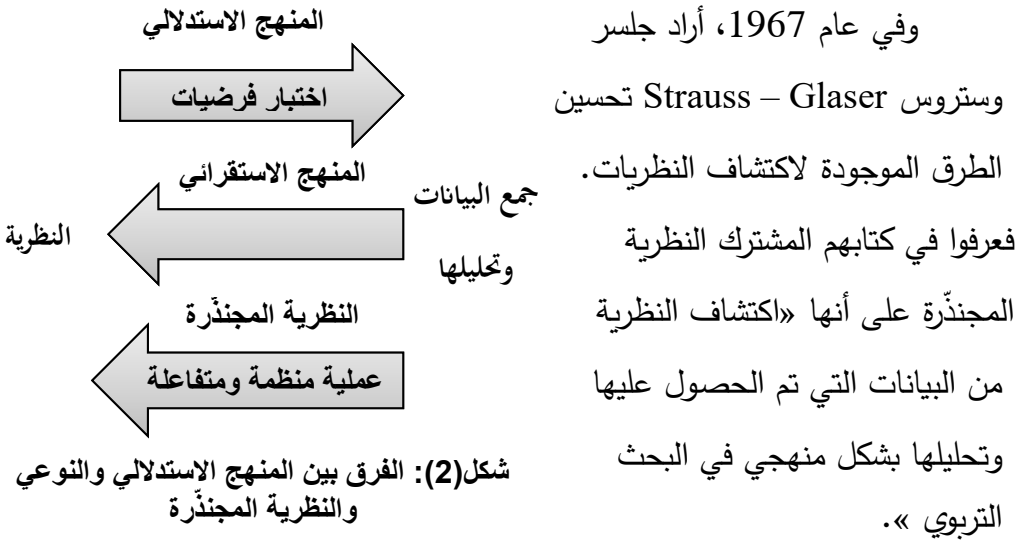 وفي عام 1967، أراد جلسر
وستروس Strauss – Glaser تحسين
الطرق الموجودة لاكتشاف النظريات.
فعرفوا في كتابهم المشترك النظرية
المجنذّرة على أنها «اكتشاف النظرية
من البيانات التي تم الحصول عليها
وتحليلها بشكل منهجي في البحث
التربوي ».
المنهج الاستدلالي
اختبار فرضيات
المنهج الاستقرائي
جمع البيانات
وتحليلها
النظرية
النظرية المجنذّرة
عملية منظمة ومتفاعلة
شكل(2): الفرق بين المنهج الاستدلالي والنوعي
والنظرية المجنذّرة